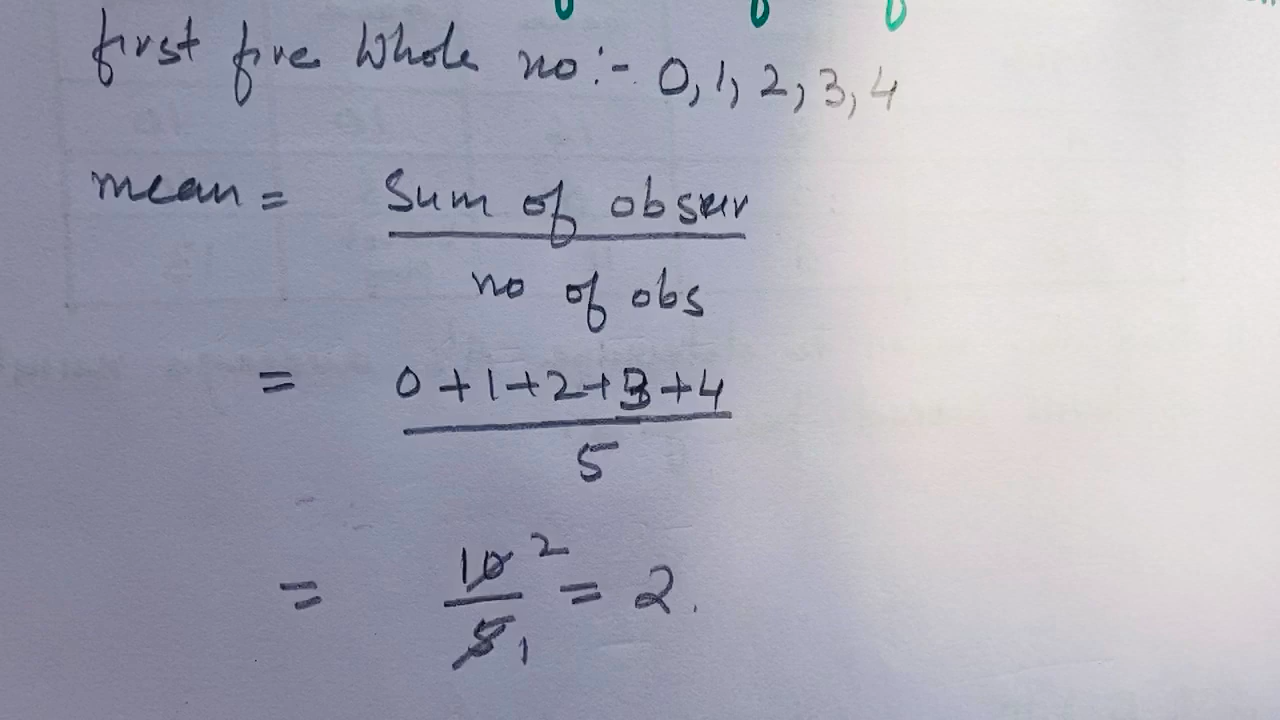 first five Whole no :- 0, 1, 2, 3, 4
mean = Sum of obser
no of obs
= 0 + 1 + 2 + 3 + 4
5
= 10 2 = 2.
5 1